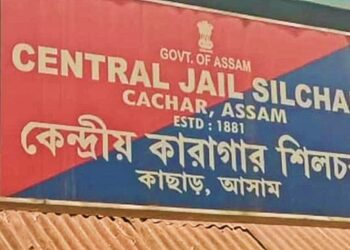 GOVT. OF ASSAM
CENTRAL JAIL SILCHA
CACHAR, ASSAM
ESTD : 1881
কেন্দ্রীয় কারাগার শিলচ
কাছাড়, আসাম